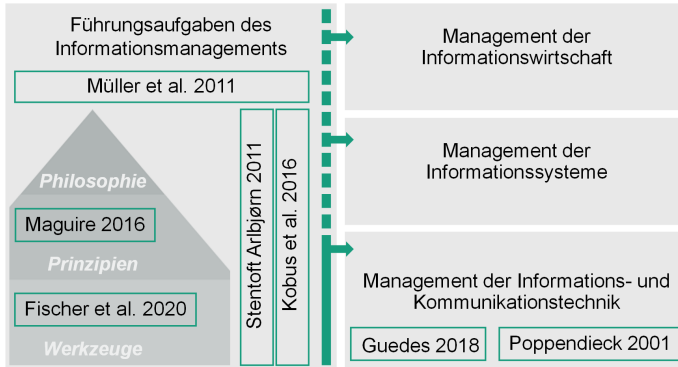 Führungsaufgaben des
Informationsmanagements
Müller et al. 2011
Philosophie
Maguire 2016
Prinzipien
Fischer et al. 2020
Werkzeuge
Stentoft Arlbjørn 2011
Kobus et al. 2016
Management der
Informationswirtschaft
Management der
Informationssysteme
Management der Informations- und
Kommunikationstechnik
Guedes 2018
Poppendieck 2001